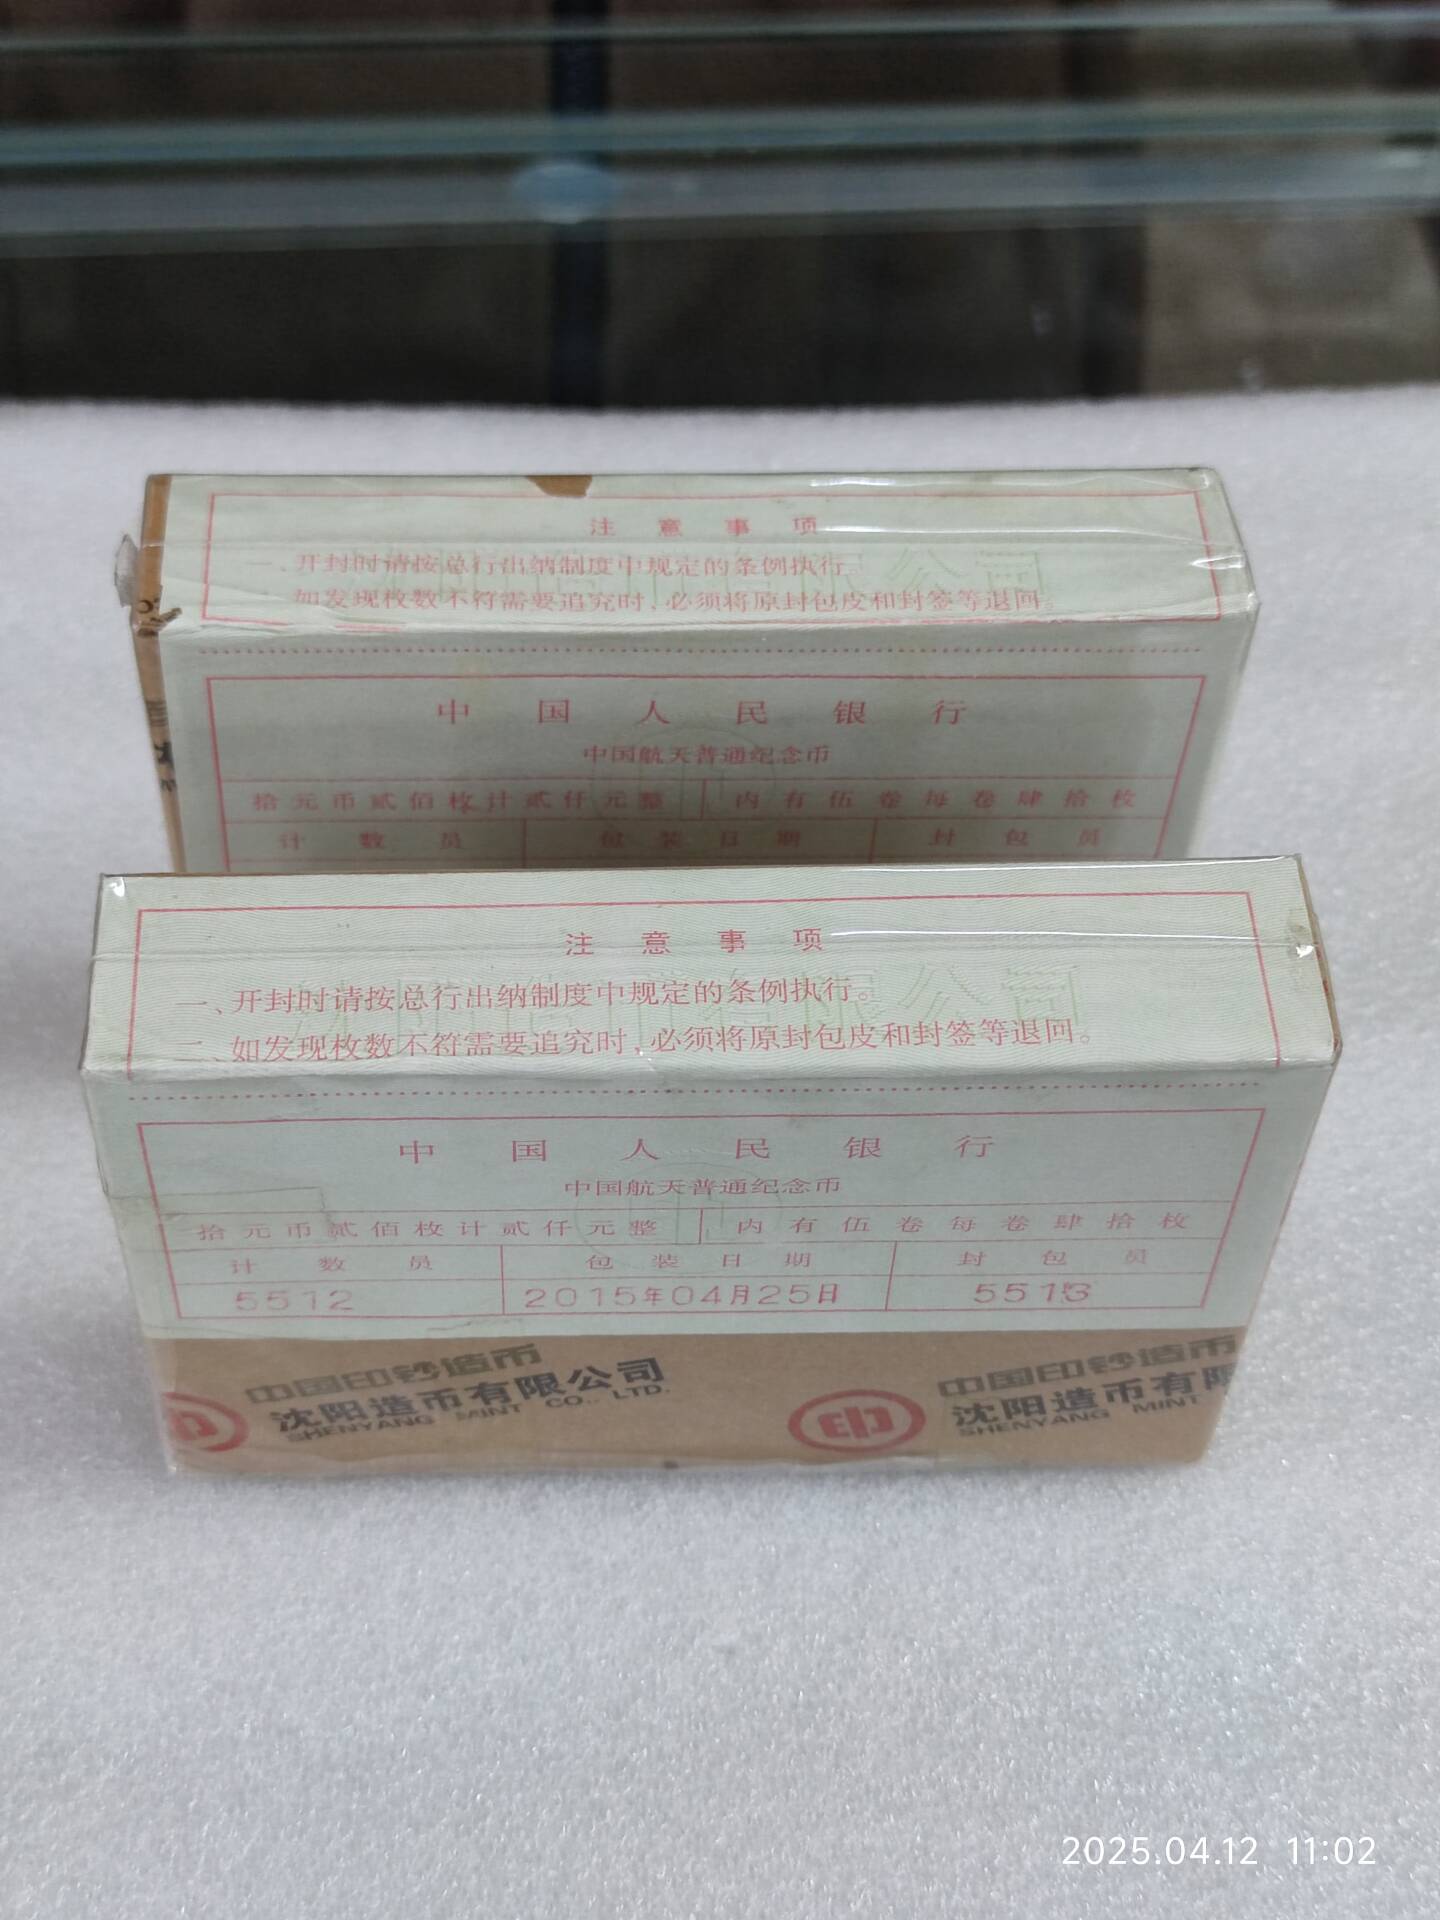 注意事项
一、开封时请按总行出纳制度中规定的条例执行。
如发现枚数不符需要追究时，必须将原封包皮和封签等退回。
中国人民银行
中国航天普通纪念币
拾元币贰佰枚计贰仟元整 内有伍卷每卷肆拾枚
计数员 包装日期 封包员
注意事项
一、开封时请按总行出纳制度中规定的条例执行。
二、如发现枚数不符需要追究时，必须将原封包皮和封签等退回。
中国人民银行
中国航天普通纪念币
拾元币贰佰枚计贰仟元整 内有伍卷每卷肆拾枚
计数员 包装日期 封包员
5512 2015年04月25日 5513
中国印钞造币 中国印钞造币
沈阳造币有限公司 沈阳造币有限
SHENYANG MINT CO., LTD. SHENYANG MINT
2025.04.12 11:02